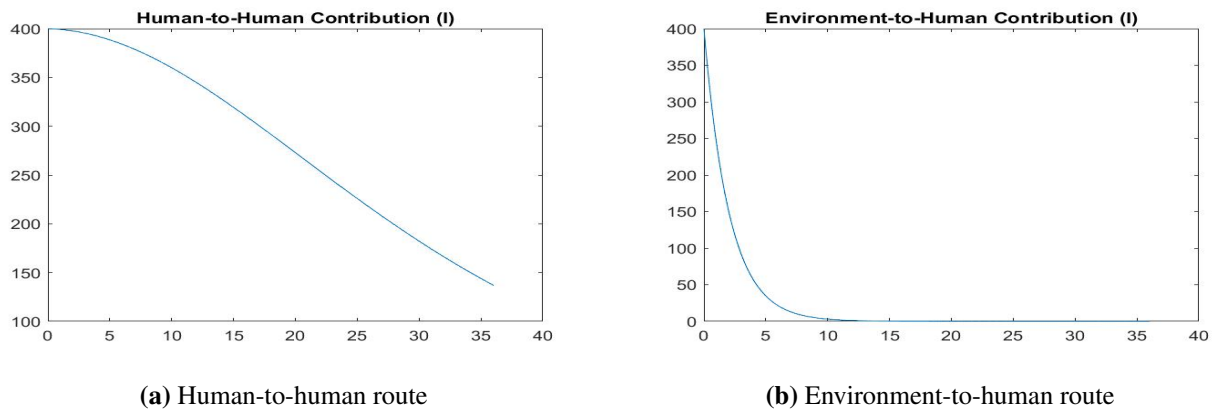 Human-to-Human Contribution (I)
400
350
300
250
200
150
100
0 5 10 15 20 25 30 35 40
(a) Human-to-human route
Environment-to-Human Contribution (I)
400
350
300
250
200
150
100
50
0
0 5 10 15 20 25 30 35 40
(b) Environment-to-human route